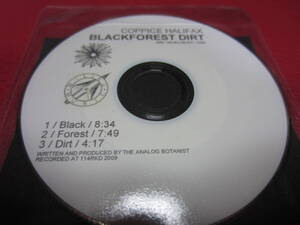 COPPICE HALIFAX
BLACKFOREST DIRT
1 / Black / 8:34
2 / Forest / 7:49
3 / Dirt / 4:17
WRITTEN AND PRODUCED BY THE ANALOG BOTANIST
RECORDED AT 114RKD 2009